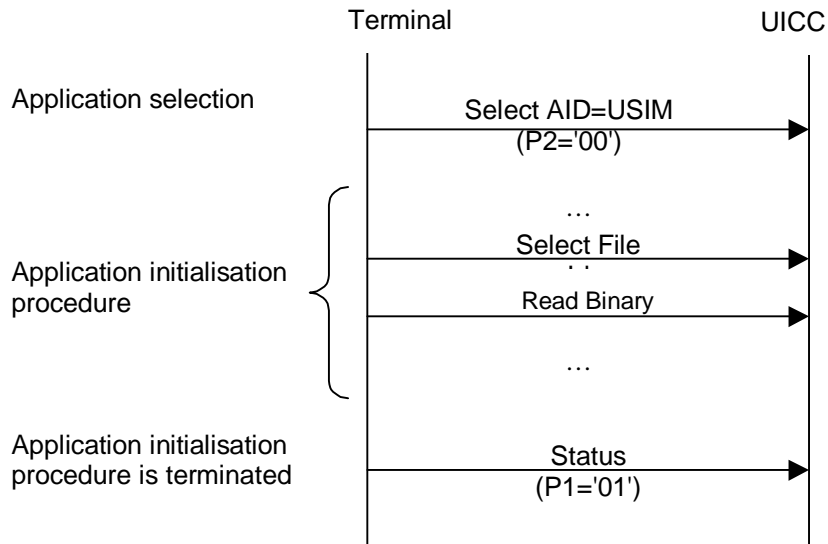 Terminal UICC
Application selection
Select AID=USIM
(P2='00')
...
Select File
. .
Application initialisation
procedure
Read Binary
...
Application initialisation
procedure is terminated
Status
(P1='01')